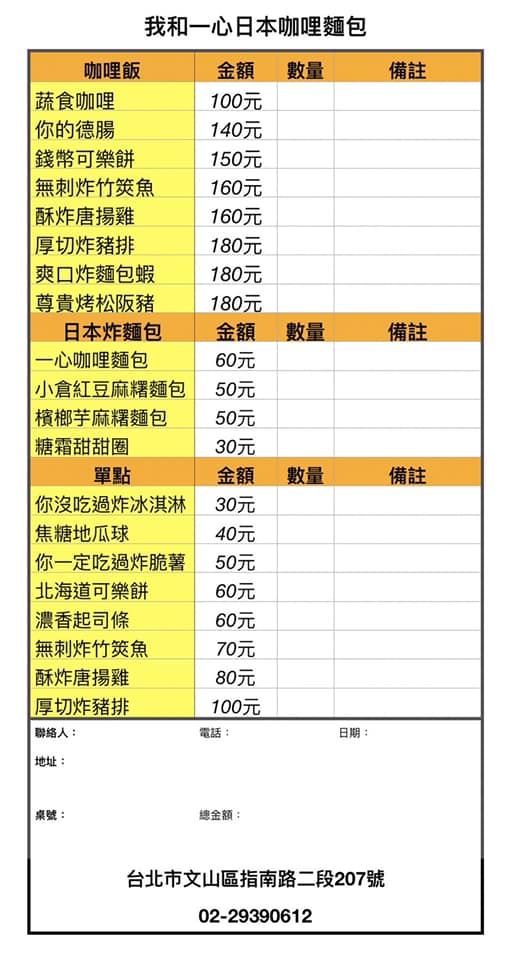 我和一心日本咖哩麵包
咖哩飯 金額 數量 備註
蔬食咖哩 100元
你的德腸 140元
錢幣可樂餅 150元
無刺炸竹筴魚 160元
酥炸唐揚雞 160元
厚切炸豬排 180元
爽口炸麵包蝦 180元
尊貴烤松阪豬 180元
日本炸麵包 金額 數量 備註
一心咖哩麵包 60元
小倉紅豆麻糬麵包 50元
檳榔芋麻糬麵包 50元
糖霜甜甜圈 30元
單點 金額 數量 備註
你沒吃過炸冰淇淋 30元
焦糖地瓜球 40元
你一定吃過炸脆薯 50元
北海道可樂餅 60元
濃香起司條 60元
無刺炸竹筴魚 70元
酥炸唐揚雞 80元
厚切炸豬排 100元
聯絡人： 電話： 日期：
地址：
桌號： 總金額：
台北市文山區指南路二段207號
02-29390612